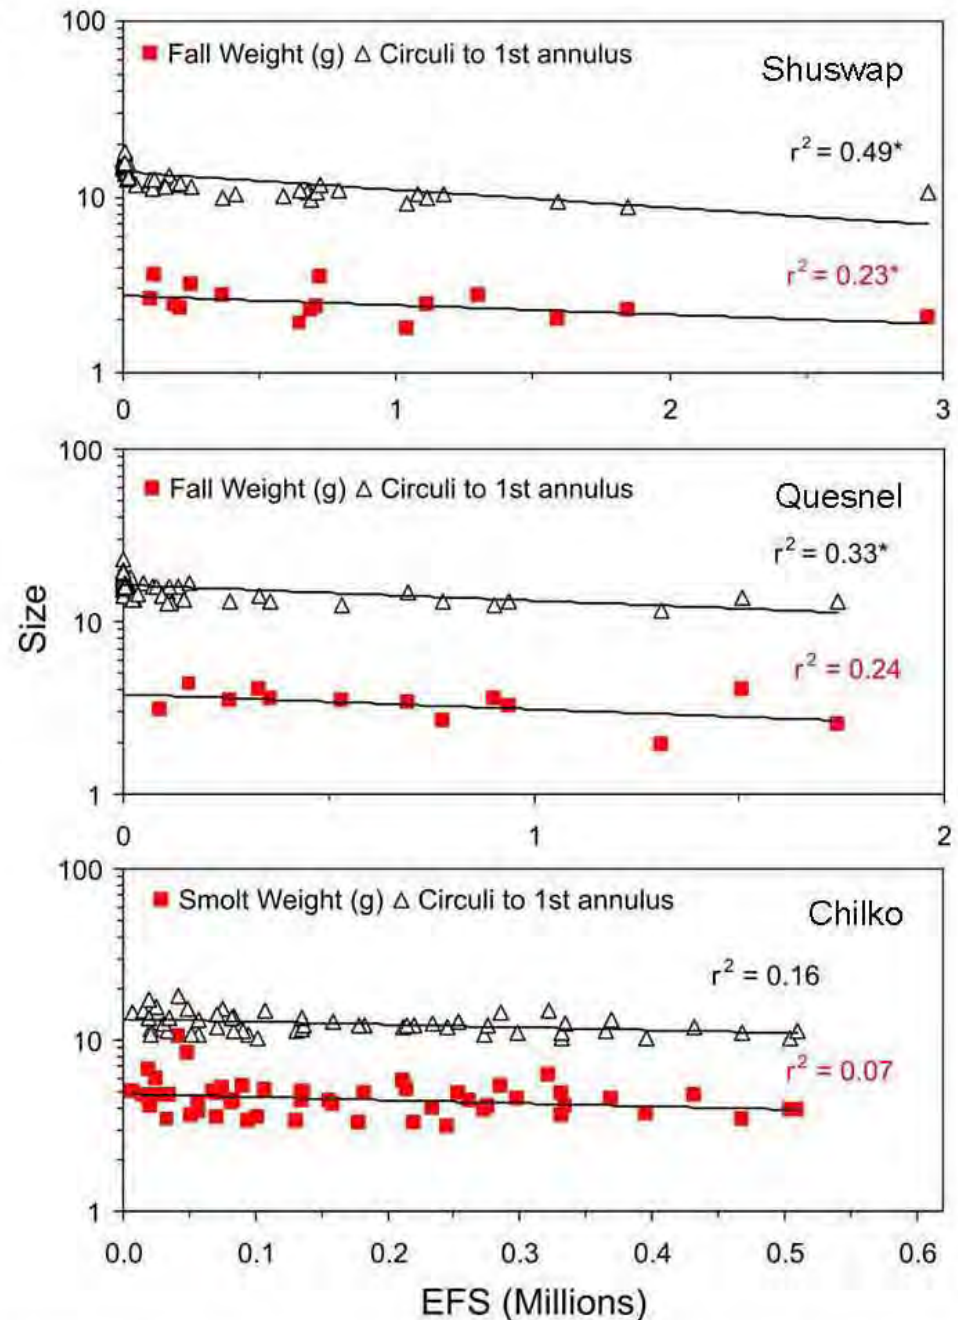 100
■ Fall Weight (g) △ Circuli to 1st annulus
Shuswap
r² = 0.49*
10
r² = 0.23*
1
0 1 2 3
100
■ Fall Weight (g) △ Circuli to 1st annulus
Quesnel
r² = 0.33*
10
Size
r² = 0.24
1
0 1 2
100
■ Smolt Weight (g) △ Circuli to 1st annulus
Chilko
r² = 0.16
10
r² = 0.07
1
0.0 0.1 0.2 0.3 0.4 0.5 0.6
EFS (Millions)